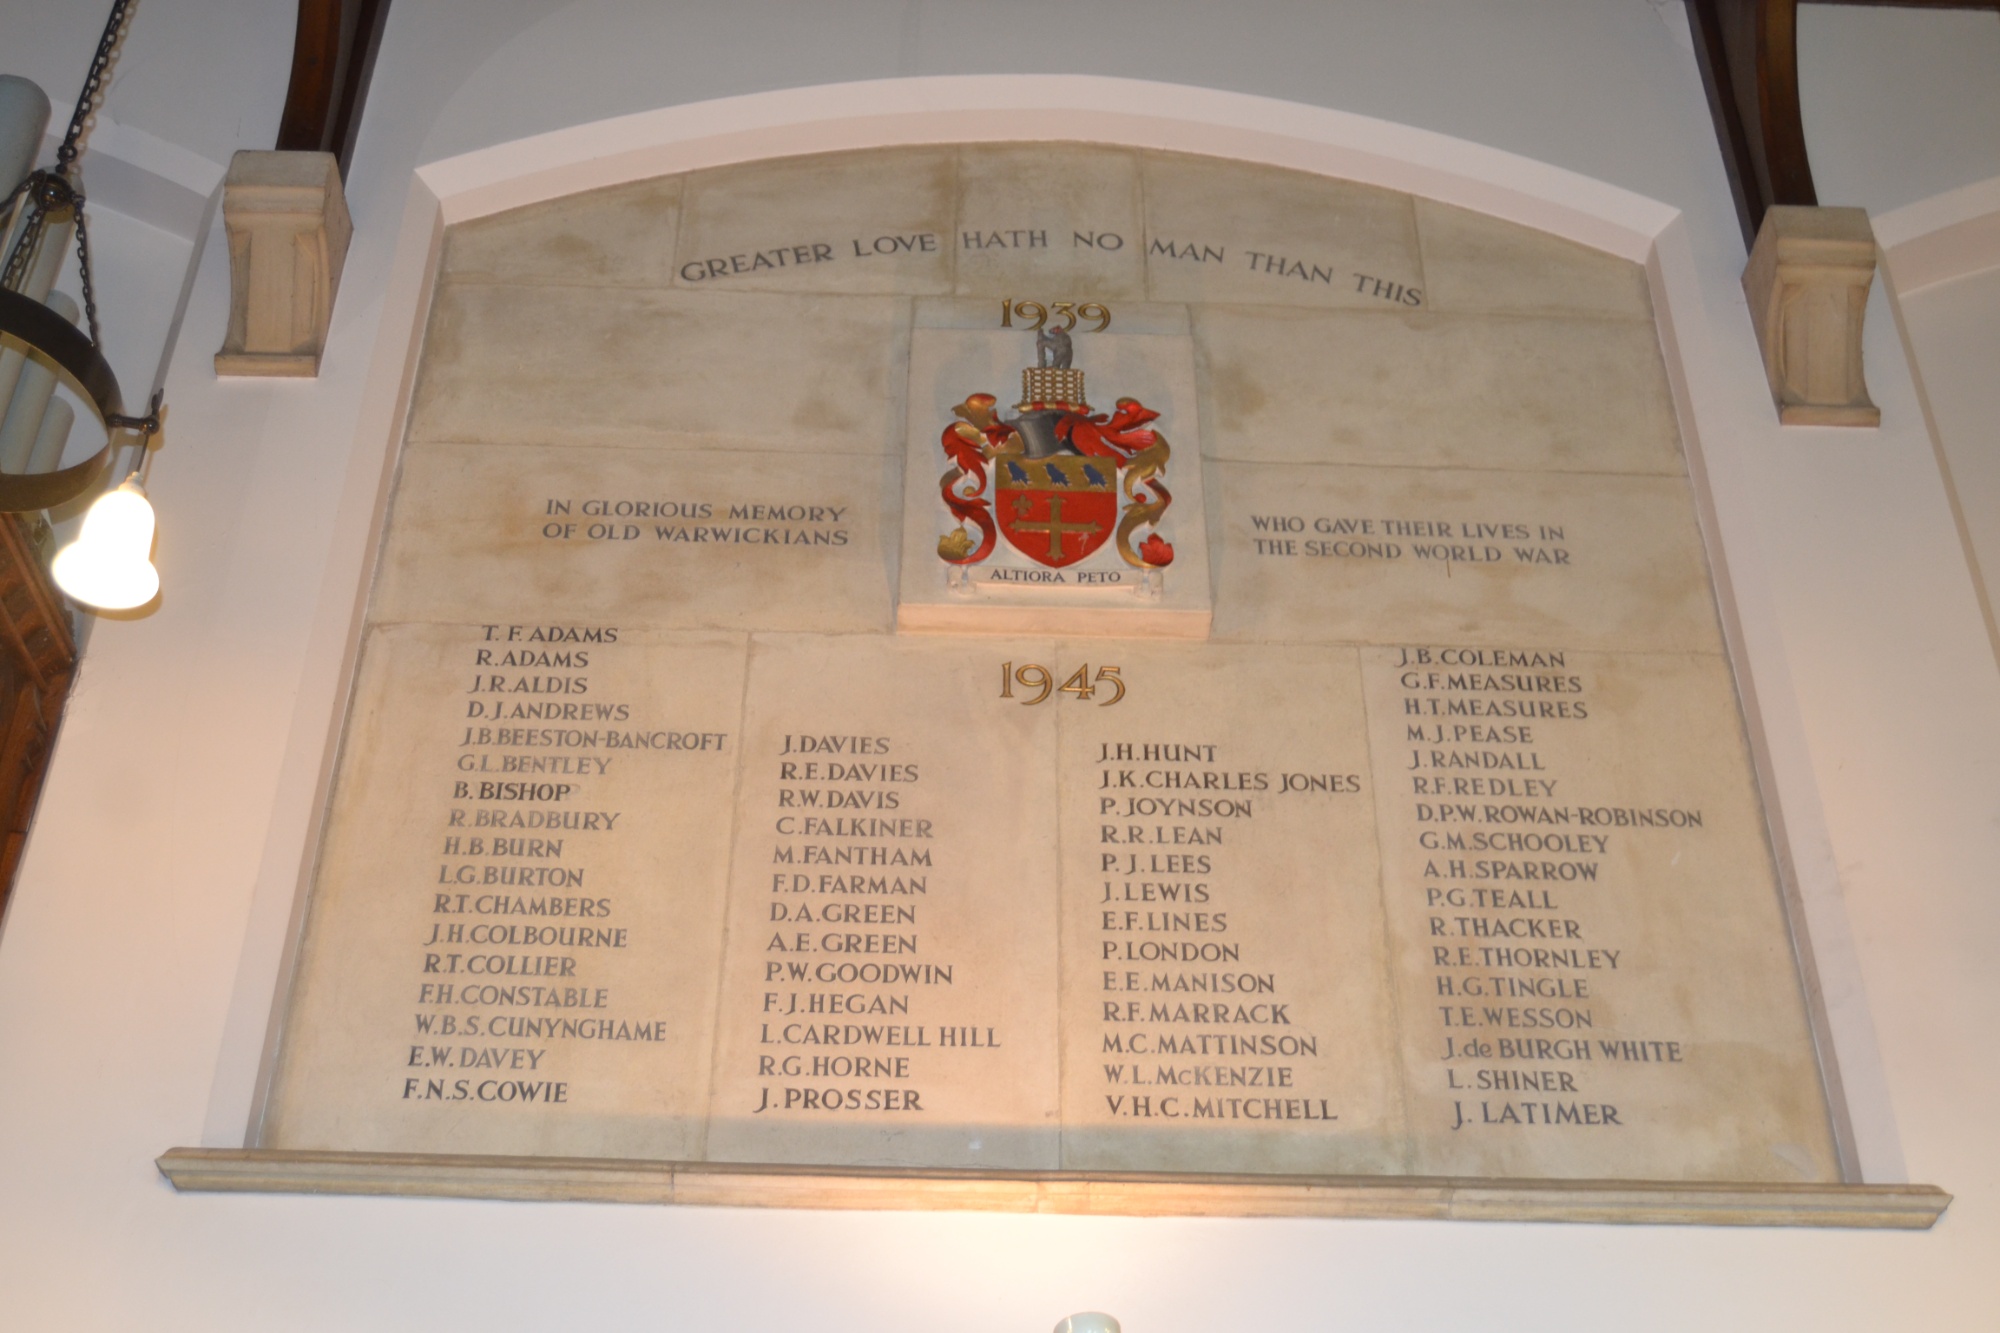 GREATER LOVE HATH NO MAN THAN THIS
1939
IN GLORIOUS MEMORY
OF OLD WARWICKIANS
ALTIORA PETO
WHO GAVE THEIR LIVES IN
THE SECOND WORLD WAR
1945
T. F. ADAMS
R. ADAMS
J.R. ALDIS
D.J. ANDREWS
J.B. BEESTON-BANCROFT
G.L. BENTLEY
B. BISHOP
R. BRADBURY
H.B. BURN
L.G. BURTON
R.T. CHAMBERS
J.H. COLBOURNE
R.T. COLLIER
F.H. CONSTABLE
W.B.S. CUNYNGHAME
E.W. DAVEY
F.N.S. COWIE
J. DAVIES
R.E. DAVIES
R.W. DAVIS
C. FALKINER
M. FANTHAM
F.D. FARMAN
D.A. GREEN
A.E. GREEN
P.W. GOODWIN
F.J. HEGAN
L. CARDWELL HILL
R.G. HORNE
J. PROSSER
J.H. HUNT
J.K. CHARLES JONES
P. JOYNSON
R.R. LEAN
P.J. LEES
J. LEWIS
E.F. LINES
P. LONDON
E.E. MANISON
R.F. MARRACK
M.C. MATTINSON
W.L. McKENZIE
V.H.C. MITCHELL
J.B. COLEMAN
G.F. MEASURES
H.T. MEASURES
M.J. PEASE
J. RANDALL
R.F. REDLEY
D.P.W. ROWAN-ROBINSON
G.M. SCHOOLEY
A.H. SPARROW
P.G. TEALL
R. THACKER
R.E. THORNLEY
H.G. TINGLE
T.E. WESSON
J. de BURGH WHITE
L. SHINER
J. LATIMER